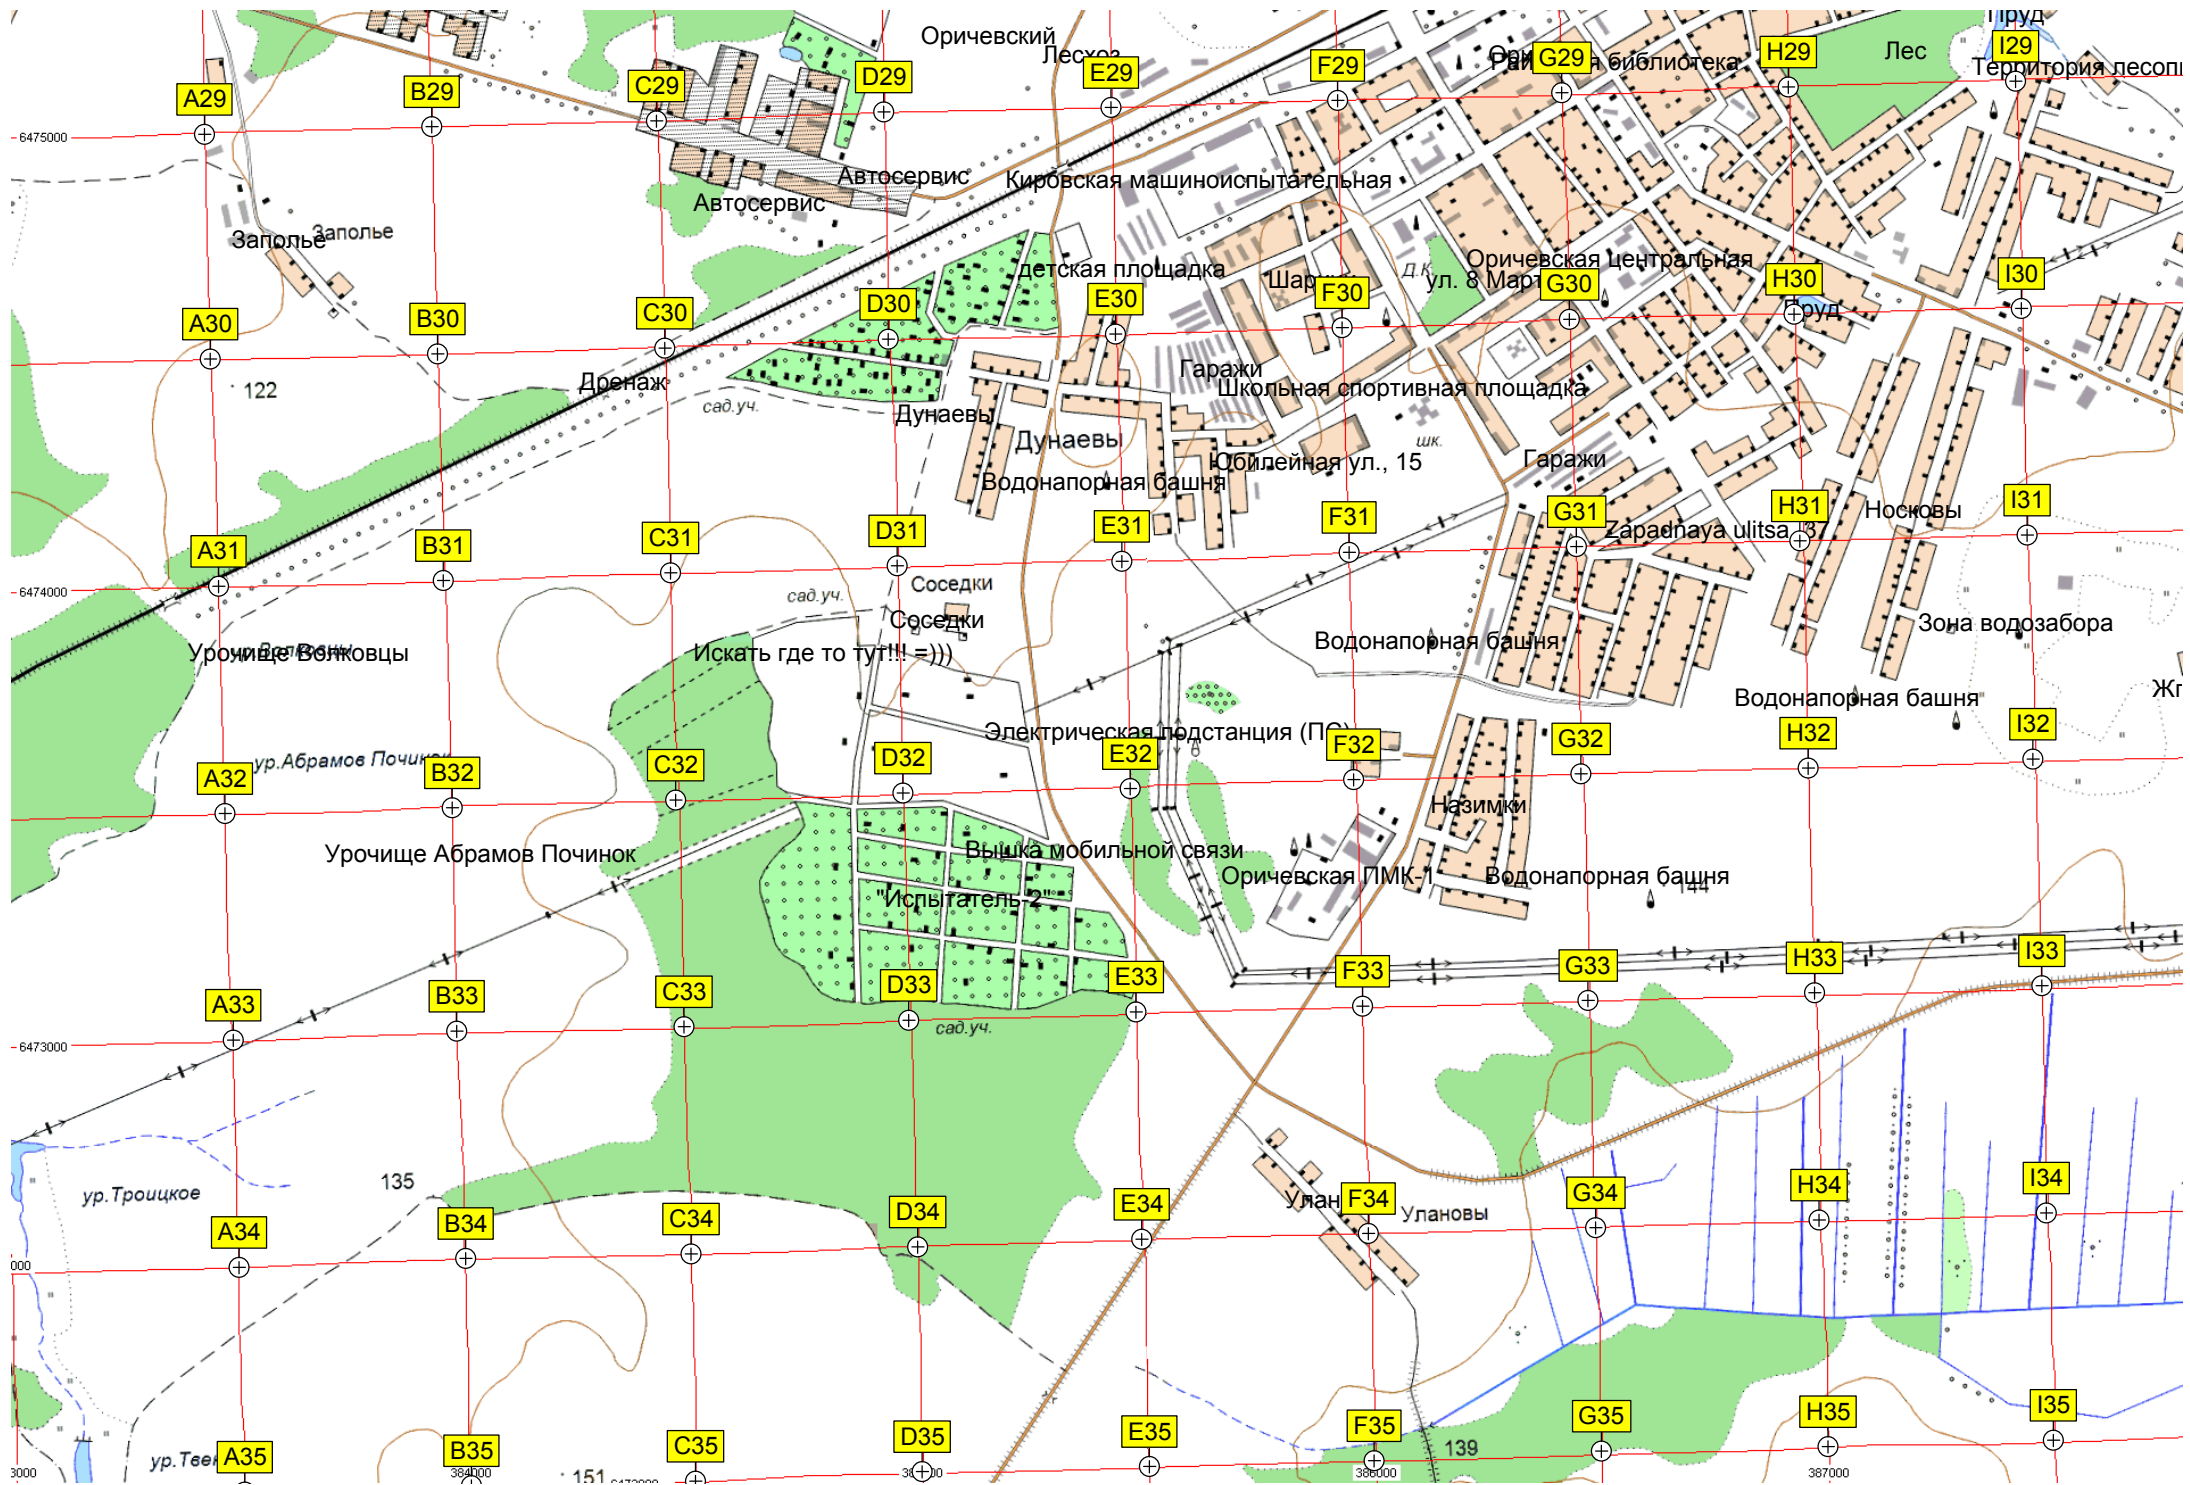 Пруд
Оричевский
Лесхоз
Лес
I29
Территория лесопи
H29
G29
библиотека
F29
E29
D29
C29
B29
A29
6475000
Автосервис
Кировская машиноиспытательная
Автосервис
Заполье
Заполье
детская площадка
Оричевская центральная
Д.К.
ул. 8 Март
I30
H30
G30
F30
E30
D30
C30
B30
A30
Пруд
122
Дренаж
сад.уч.
Гаражи
Школьная спортивная площадка
Дунаевы
Дунаевы
шк.
Юбилейная ул., 15
Гаражи
Водонапорная башня
I31
H31
Носковы
G31
Zapadnaya ulitsa, 37
F31
E31
D31
C31
B31
A31
6474000
Соседки
сад.уч.
Соседки
Зона водозабора
Водонапорная башня
Урочище Волковцы
ур.Волковцы
Искать где то тут!!! =)))
Водонапорная башня
Электрическая подстанция (ПС)
I32
H32
G32
F32
E32
D32
C32
B32
A32
ур.Абрамов Починок
Назимки
Урочище Абрамов Починок
Вышка мобильной связи
Оричевская ПМК-1
Водонапорная башня
144
"Испытатель-2"
I33
H33
G33
F33
E33
D33
C33
B33
A33
сад.уч.
6473000
135
ур.Троицкое
I34
H34
G34
F34
E34
D34
C34
B34
A34
Улан
Улановы
000
I35
H35
G35
F35
E35
D35
C35
B35
A35
139
151
3000
384000
386000
387000